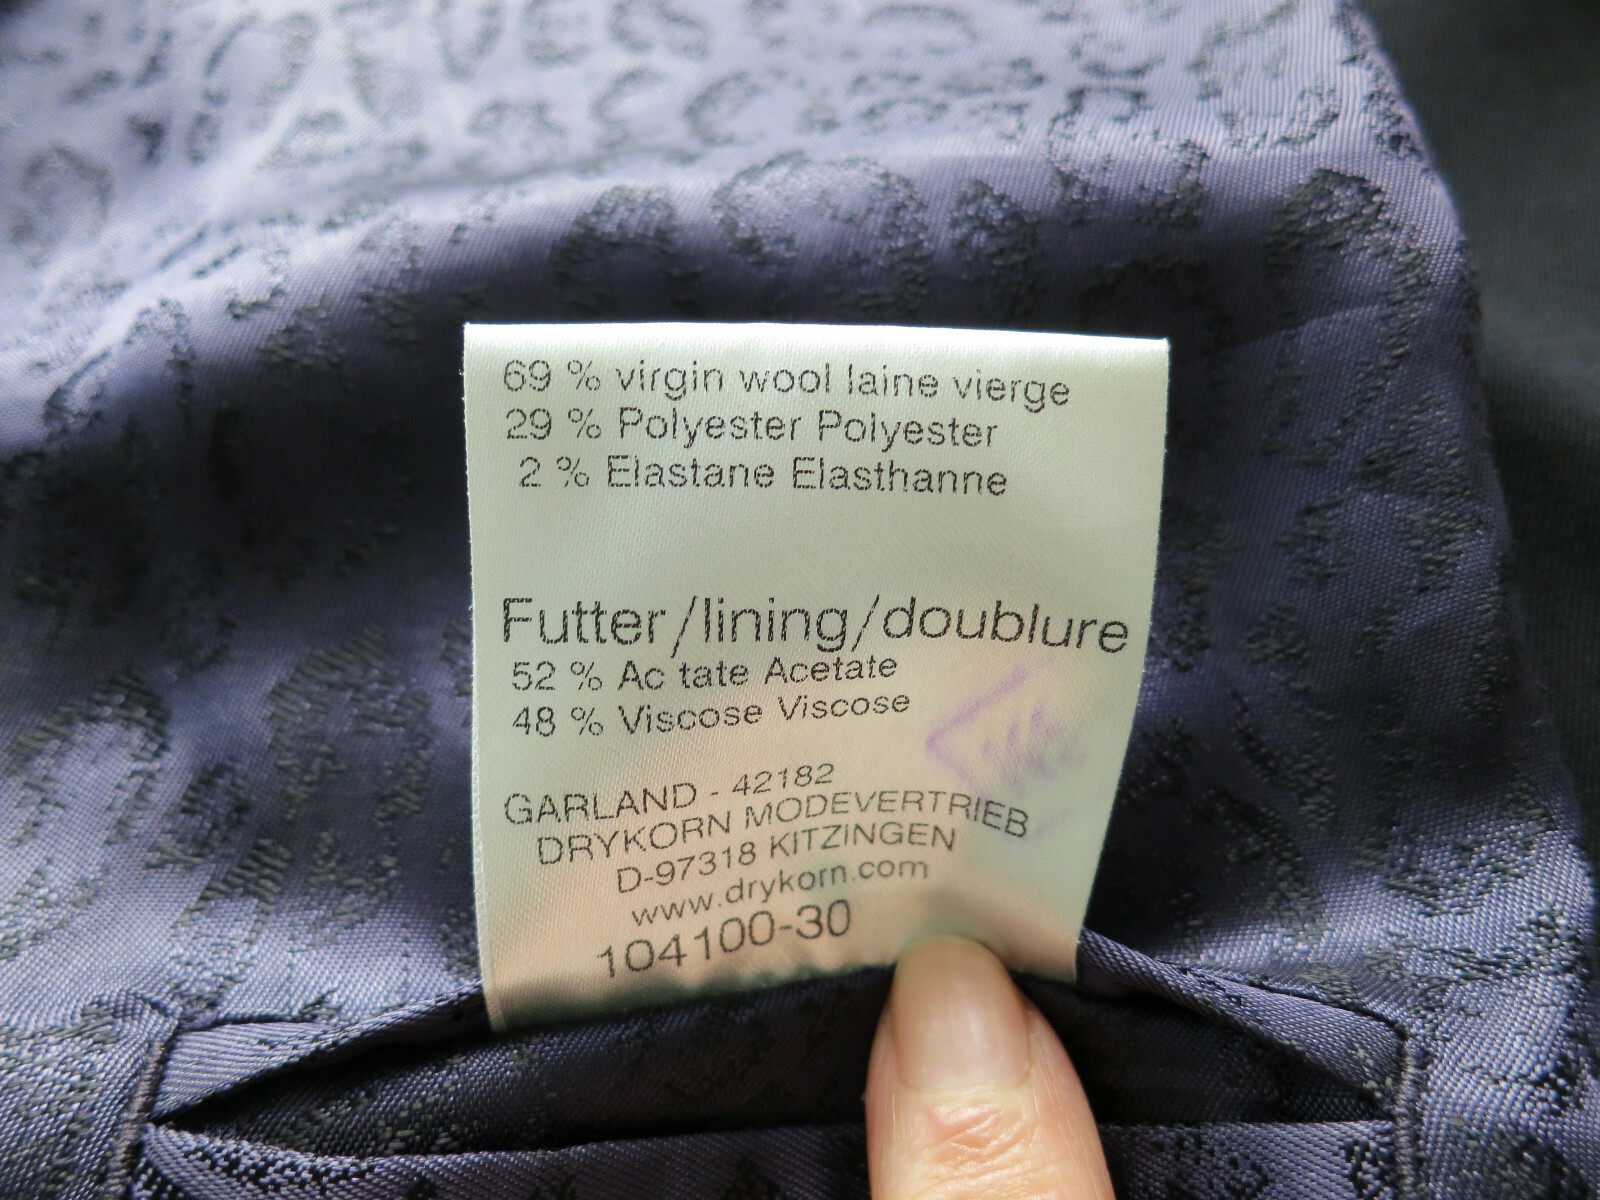 69 % virgin wool laine vierge
29 % Polyester Polyester
2 % Elastane Elasthanne
Futter/lining/doublure
52 % Ac tate Acetate
48 % Viscose Viscose
GARLAND - 42182
DRYKORN MODEVERTRIEB
D-97318 KITZINGEN
www.drykorn.com
104100-30